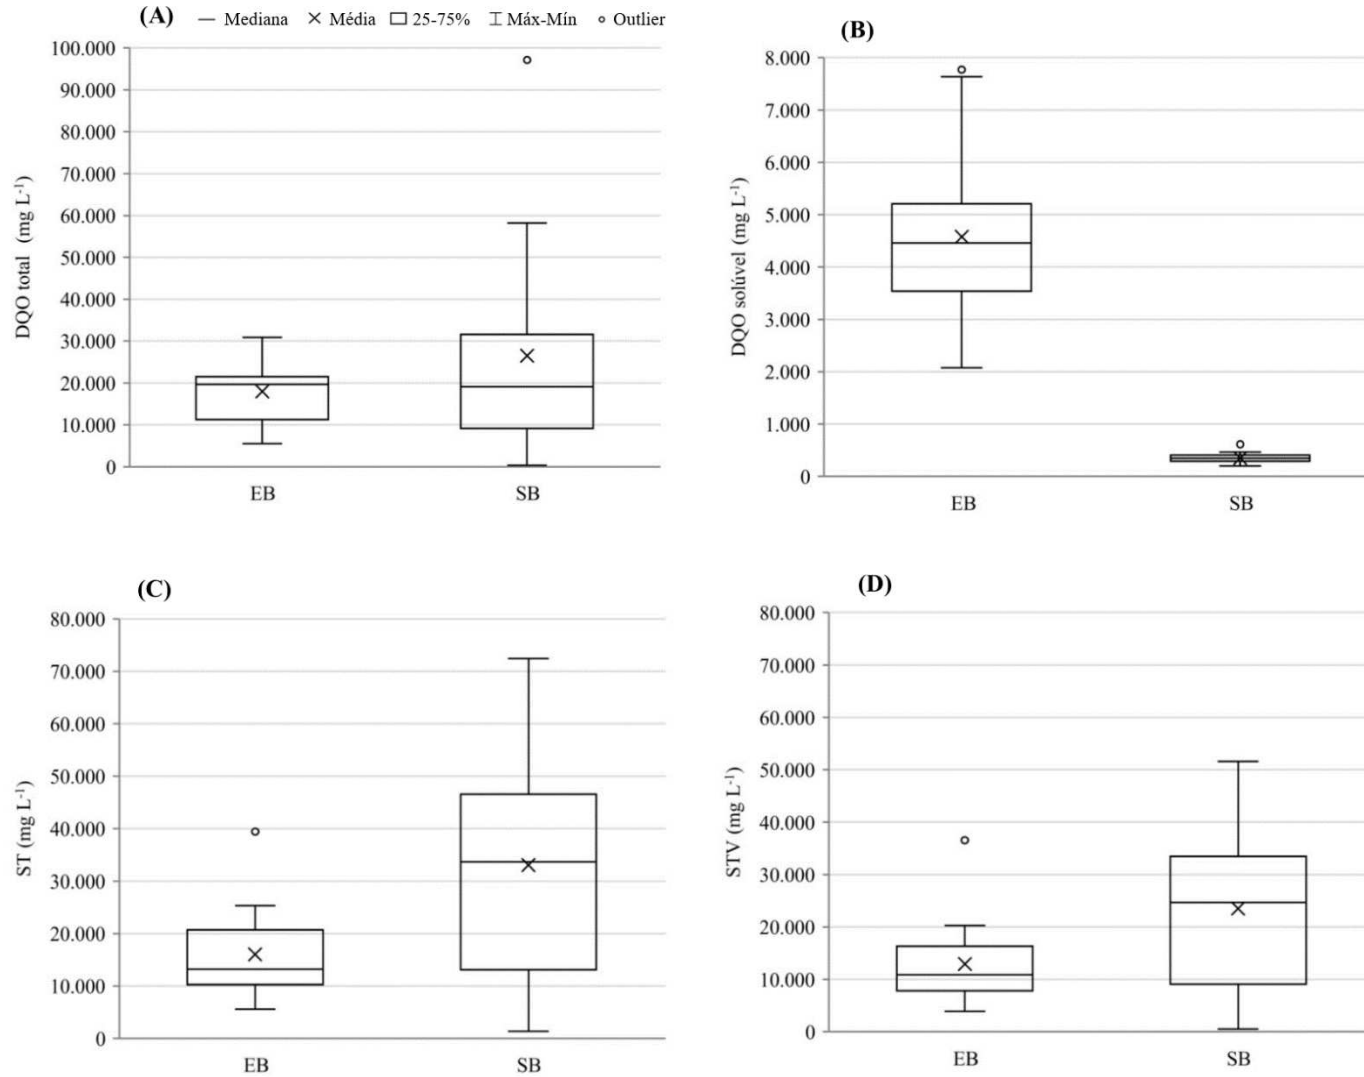 (A)
Mediana Média 25-75% Máx-Mín Outlier
100.000
90.000
80.000
70.000
60.000
50.000
40.000
30.000
20.000
10.000
0
DQO total (mg L⁻¹)
EB SB
(B)
8.000
7.000
6.000
5.000
4.000
3.000
2.000
1.000
0
DQO solúvel (mg L⁻¹)
EB SB
(C)
80.000
70.000
60.000
50.000
40.000
30.000
20.000
10.000
0
ST (mg L⁻¹)
EB SB
(D)
80.000
70.000
60.000
50.000
40.000
30.000
20.000
10.000
0
STV (mg L⁻¹)
EB SB